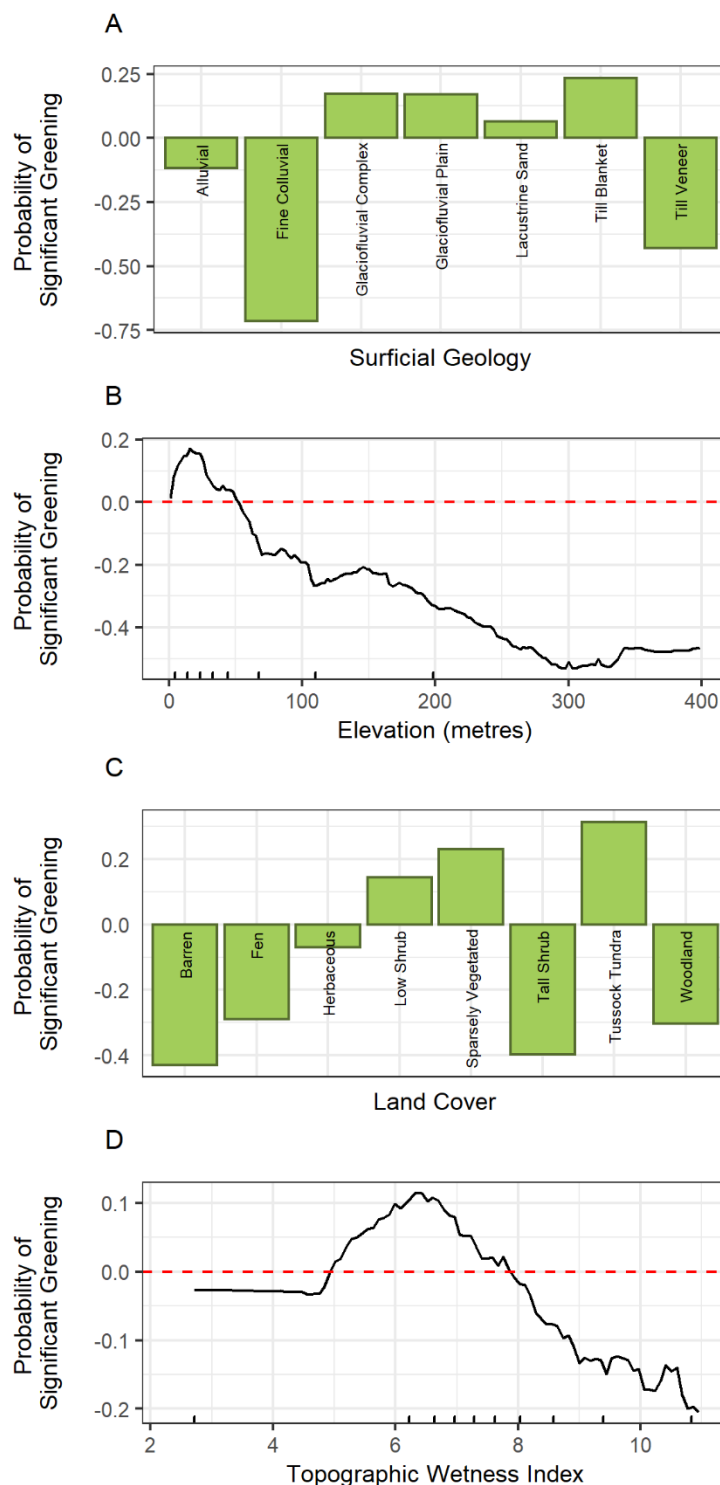 A
Probability of
Significant Greening
0.25
0.00
-0.25
-0.50
-0.75
Alluvial
Fine Colluvial
Glaciofluvial Complex
Glaciofluvial Plain
Lacustrine Sand
Till Blanket
Till Veneer
Surficial Geology
B
Probability of
Significant Greening
0.2
0.0
-0.2
-0.4
0
100
200
300
400
Elevation (metres)
C
Probability of
Significant Greening
0.2
0.0
-0.2
-0.4
Barren
Fen
Herbaceous
Low Shrub
Sparsely Vegetated
Tall Shrub
Tussock Tundra
Woodland
Land Cover
D
Probability of
Significant Greening
0.1
0.0
-0.1
-0.2
2
4
6
8
10
Topographic Wetness Index